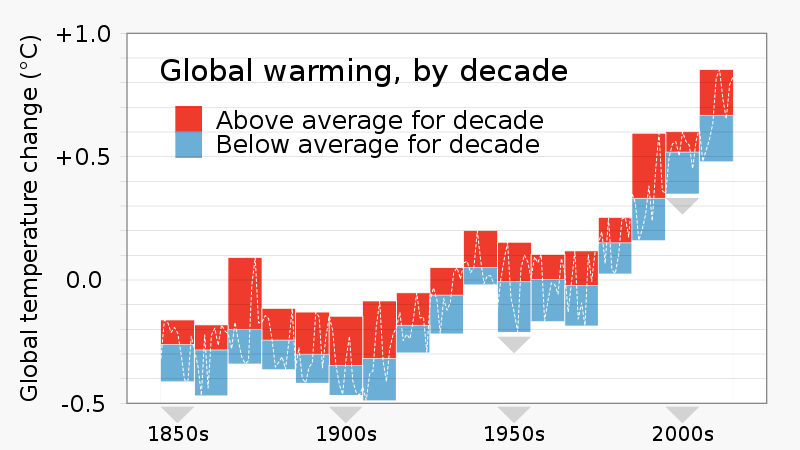 Global temperature change (°C)
+1.0
+0.5
0.0
-0.5
Global warming, by decade
Above average for decade
Below average for decade
1850s
1900s
1950s
2000s